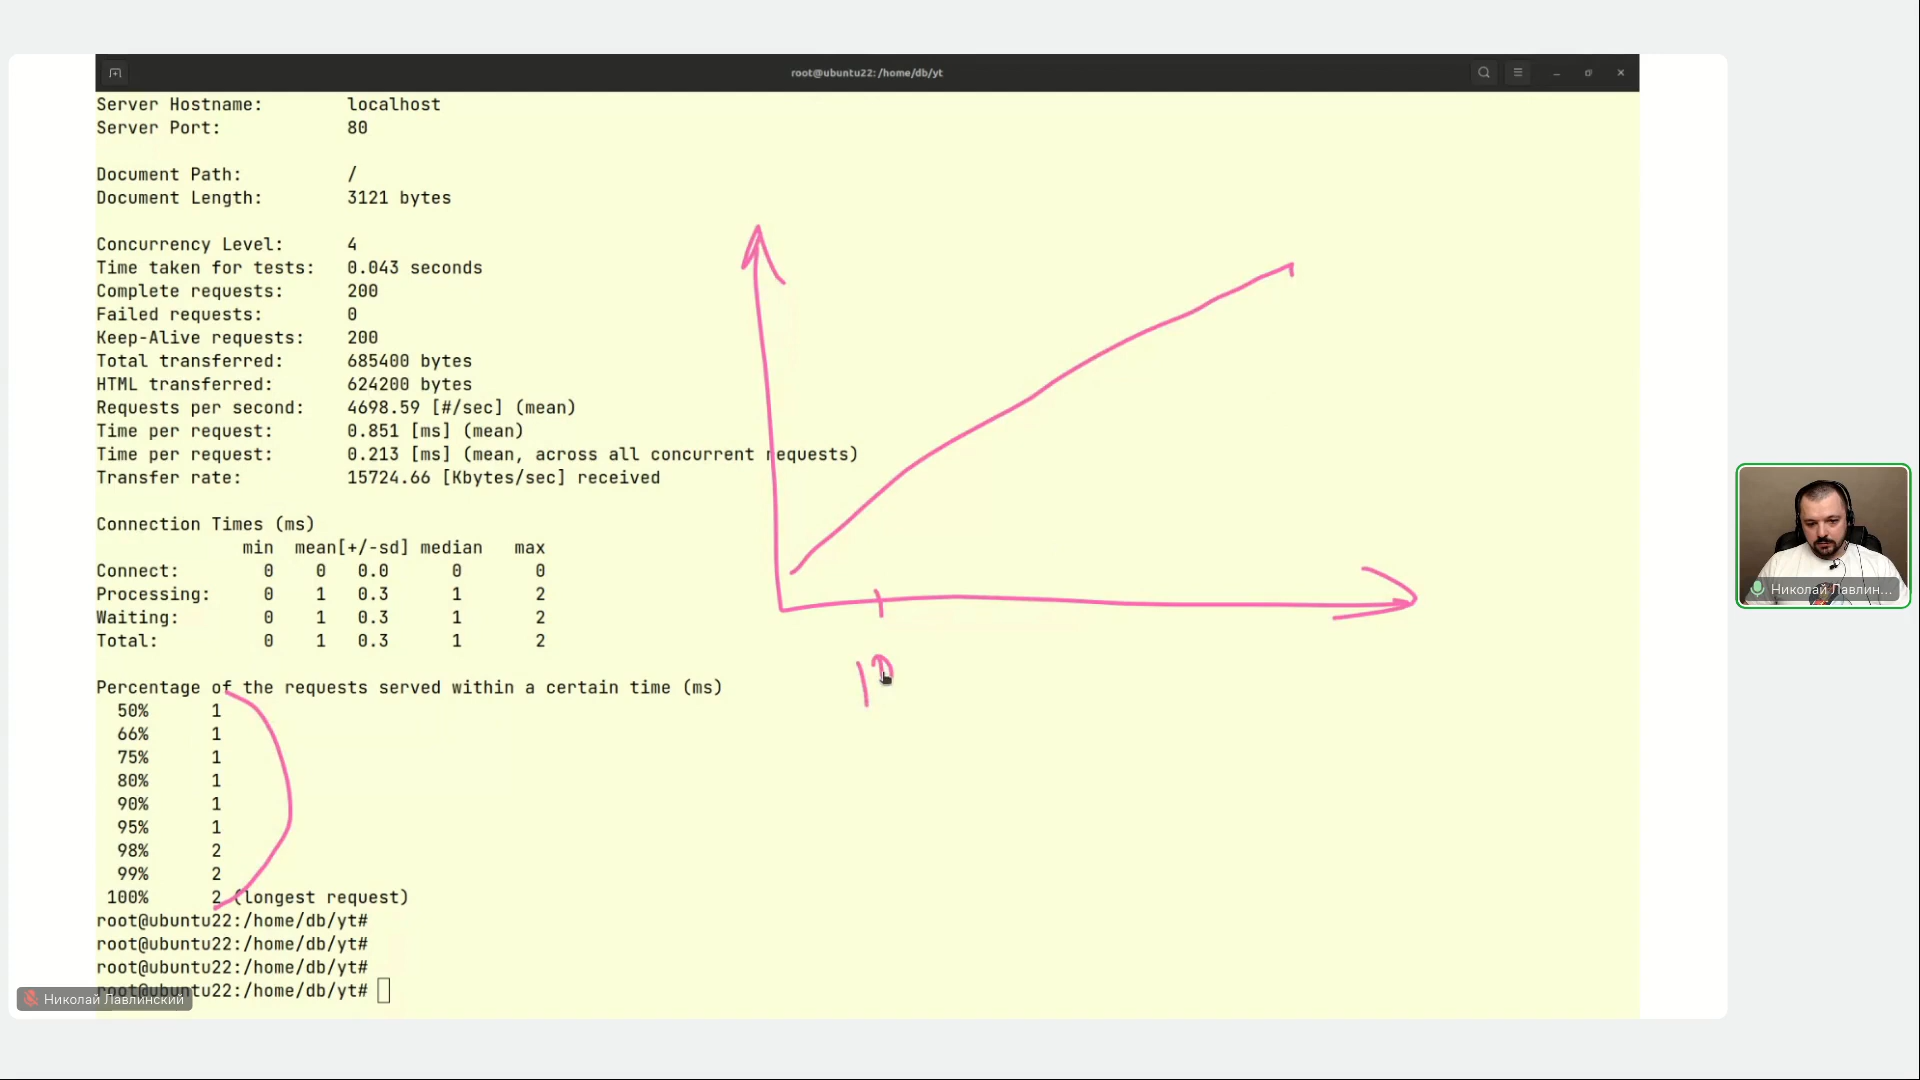 root@ubuntu22: /home/db/yt
Server Hostname:        localhost
Server Port:            80
Document Path:          /
Document Length:        3121 bytes
Concurrency Level:      4
Time taken for tests:   0.043 seconds
Complete requests:      200
Failed requests:        0
Keep-Alive requests:    200
Total transferred:      685400 bytes
HTML transferred:       624200 bytes
Requests per second:    4698.59 [#/sec] (mean)
Time per request:       0.851 [ms] (mean)
Time per request:       0.213 [ms] (mean, across all concurrent requests)
Transfer rate:          15724.66 [Kbytes/sec] received
Connection Times (ms)
              min  mean[+/-sd] median   max
Connect:        0    0   0.0      0       0
Processing:     0    1   0.3      1       2
Waiting:        0    1   0.3      1       2
Total:          0    1   0.3      1       2
Percentage of the requests served within a certain time (ms)
  50%      1
  66%      1
  75%      1
  80%      1
  90%      1
  95%      1
  98%      2
  99%      2
 100%      2 (longest request)
root@ubuntu22:/home/db/yt#
root@ubuntu22:/home/db/yt#
root@ubuntu22:/home/db/yt#
root@ubuntu22:/home/db/yt#
Николай Лавлинский
Николай Лавлин...